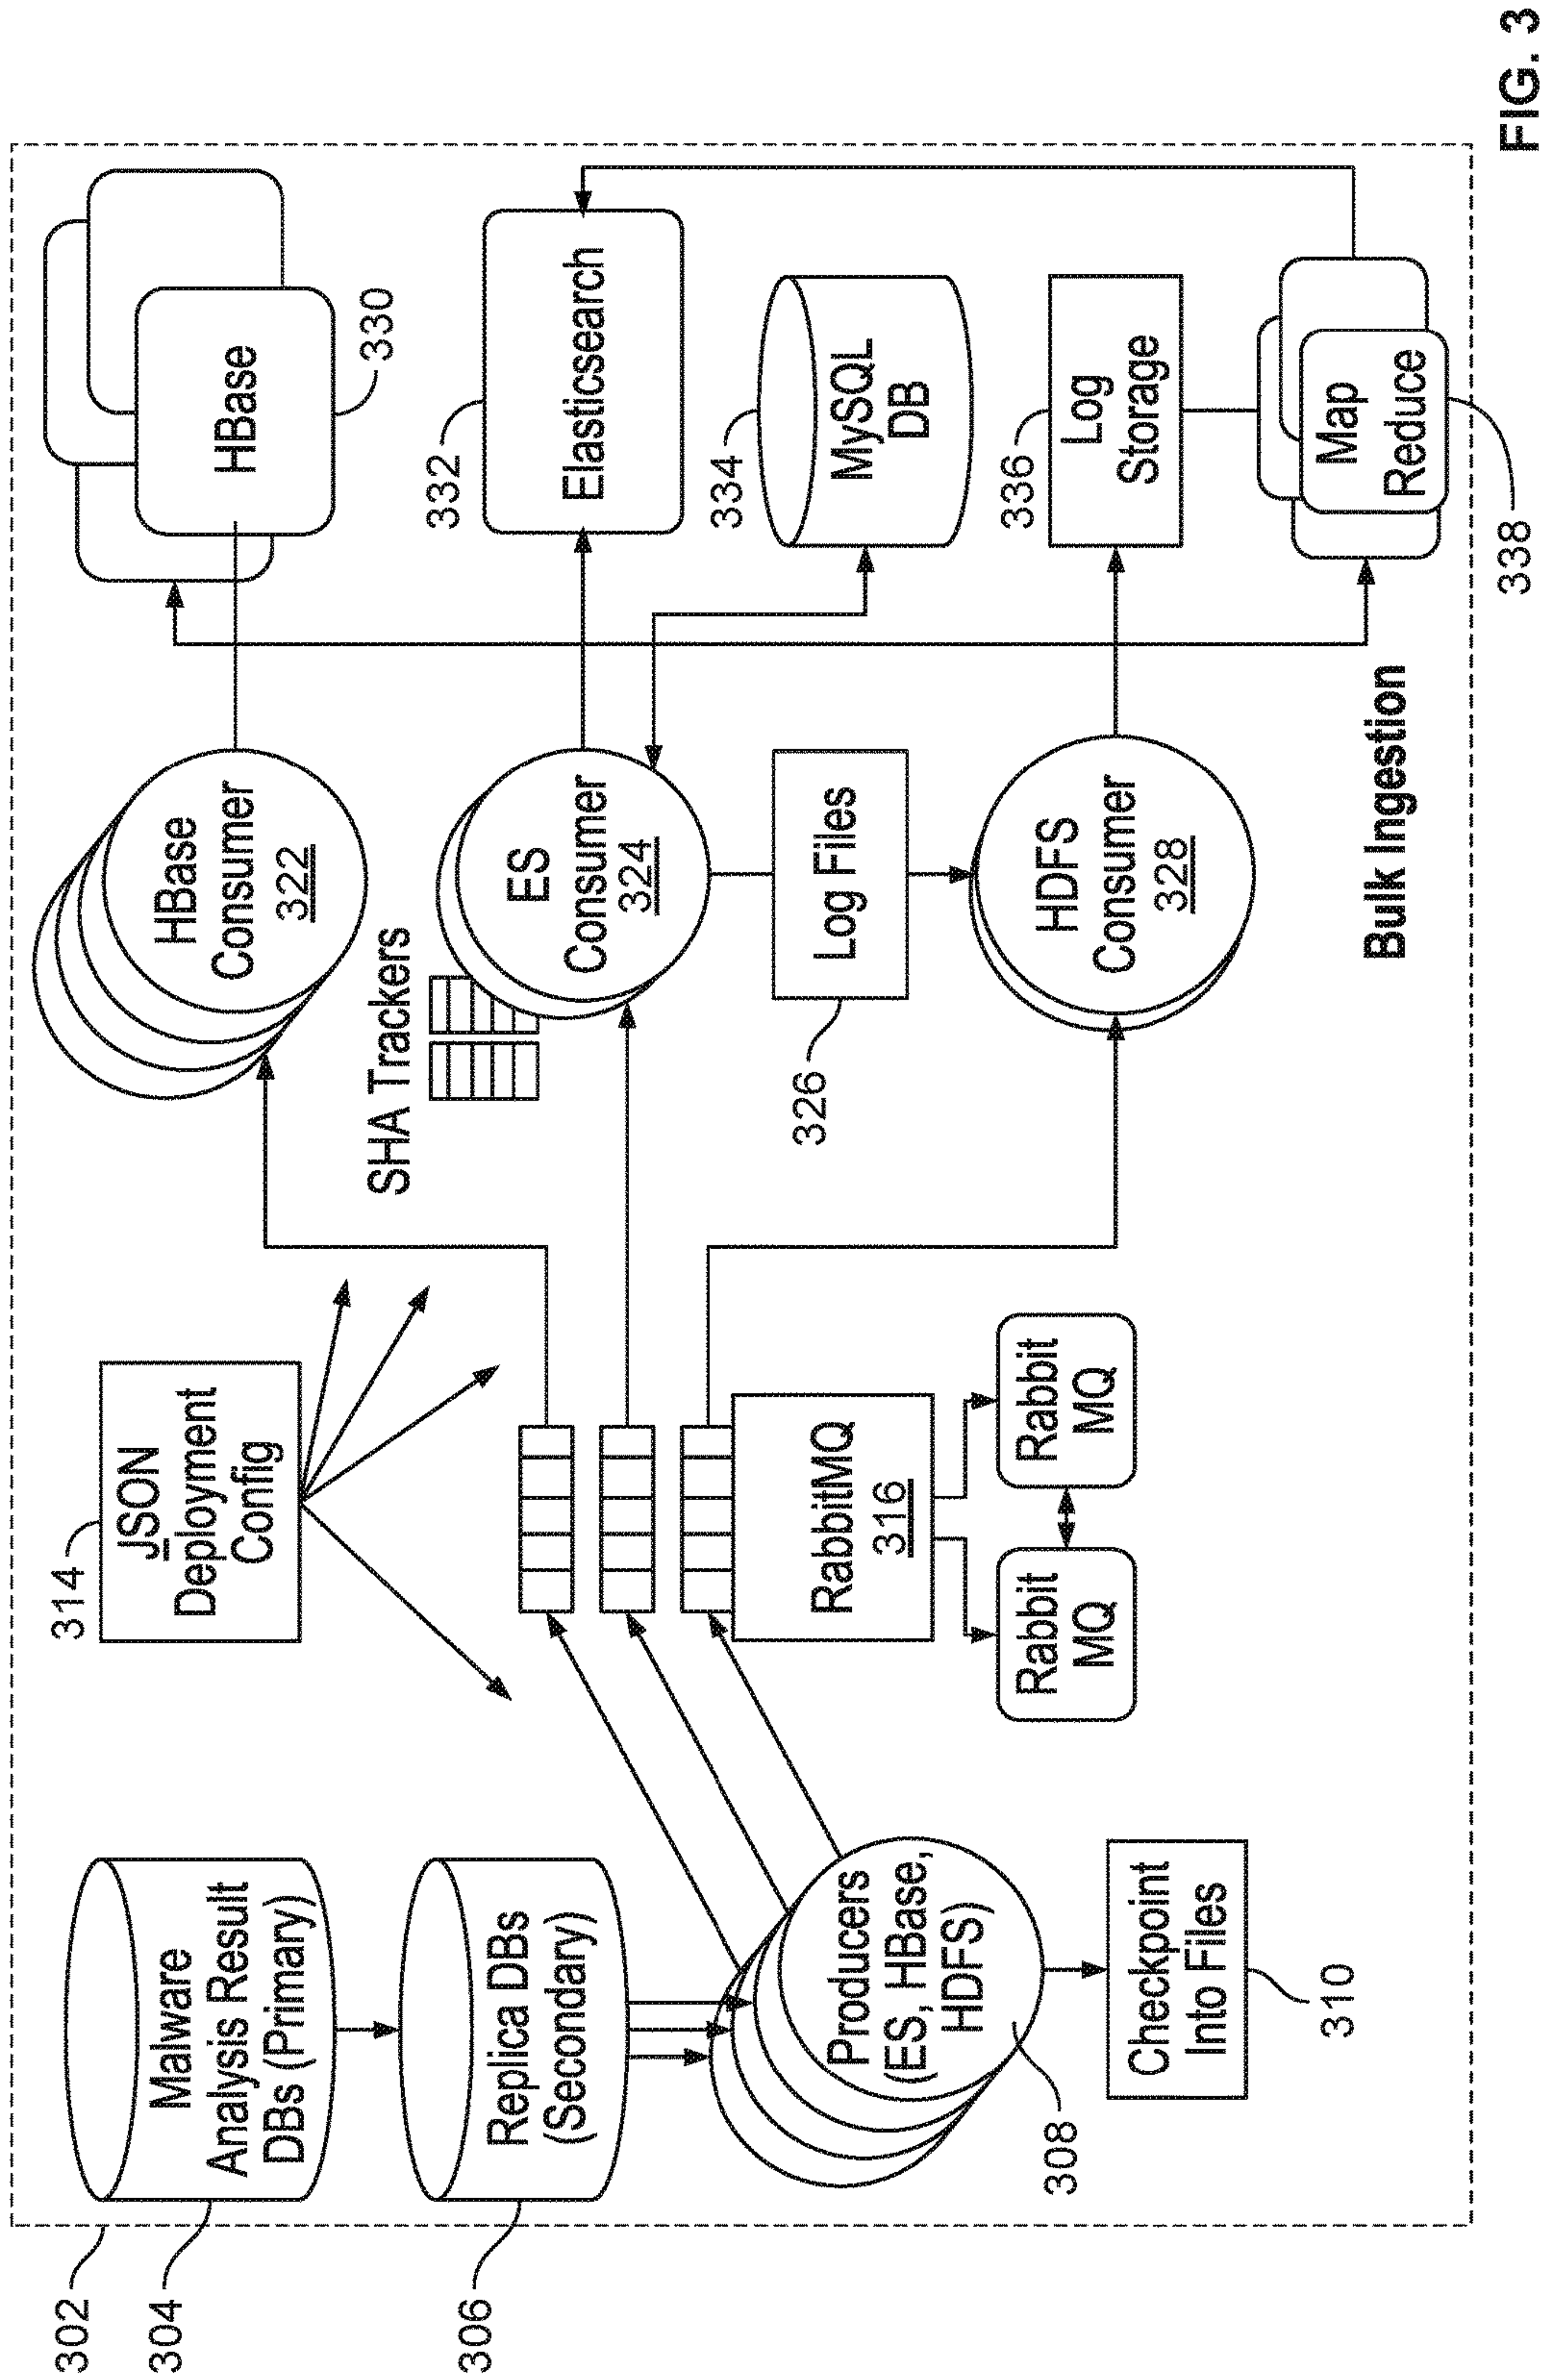 302
304
Malware
Analysis Result
DBs (Primary)
306
Replica DBs
(Secondary)
Producers
(ES, HBase,
HDFS)
308
Checkpoint
Into Files
310
314
JSON
Deployment
Config
RabbitMQ
316
Rabbit
MQ
Rabbit
MQ
HBase
Consumer
322
SHA Trackers
ES
Consumer
324
Log Files
326
HDFS
Consumer
328
Bulk Ingestion
HBase
330
332
Elasticsearch
334
MySQL
DB
336
Log
Storage
Map
Reduce
338
FIG. 3